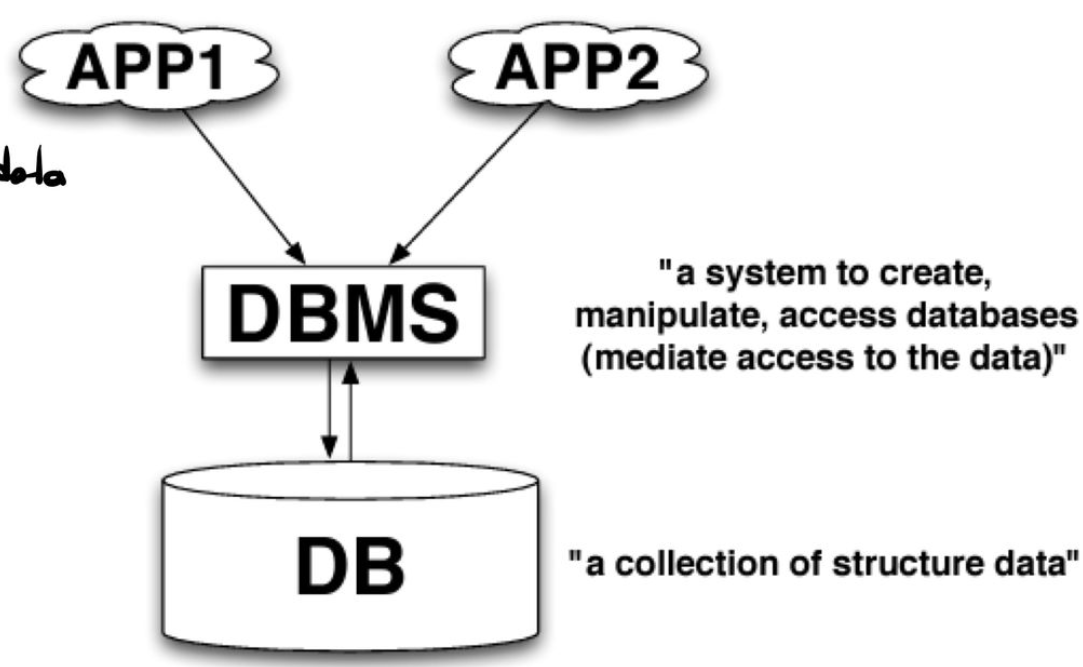 APP1 APP2
DBMS
"a system to create,
manipulate, access databases
(mediate access to the data)"
DB
"a collection of structure data"